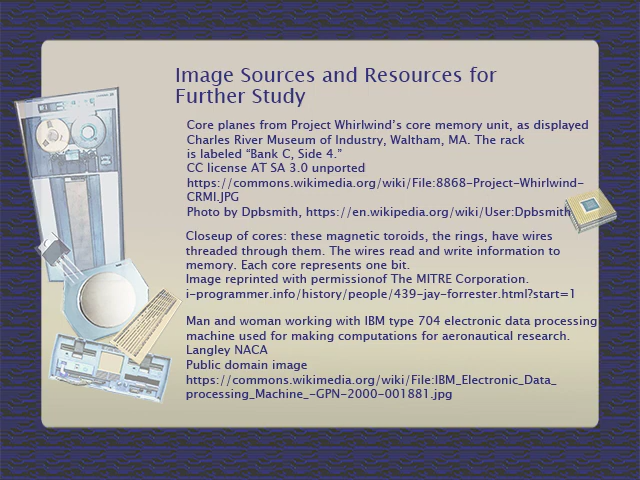 Image Sources and Resources for
Further Study
Core planes from Project Whirlwind’s core memory unit, as displayed
Charles River Museum of Industry, Waltham, MA. The rack
is labeled “Bank C, Side 4.”
CC license AT SA 3.0 unported
https://commons.wikimedia.org/wiki/File:8868-Project-Whirlwind-
CRMI.JPG
Photo by Dpbsmith, https://en.wikipedia.org/wiki/User:Dpbsmith
Closeup of cores: these magnetic toroids, the rings, have wires
threaded through them. The wires read and write information to
memory. Each core represents one bit.
Image reprinted with permissionof The MITRE Corporation.
i-programmer.info/history/people/439-jay-forrester.html?start=1
Man and woman working with IBM type 704 electronic data processing
machine used for making computations for aeronautical research.
Langley NACA
Public domain image
https://commons.wikimedia.org/wiki/File:IBM_Electronic_Data_
processing_Machine_-GPN-2000-001881.jpg